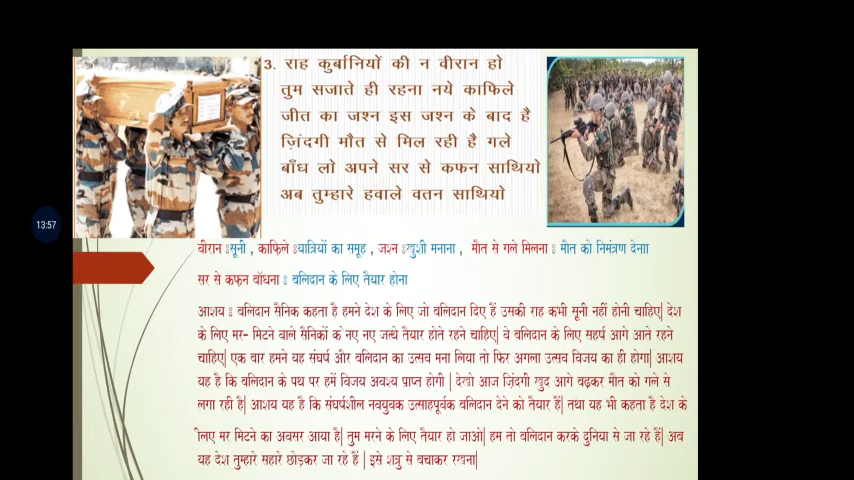 3. राह कुर्बानियों की न वीरान हो
तुम सजाते ही रहना नये काफिले
जीत का जश्न इस जश्न के बाद है
ज़िंदगी मौत से मिल रही है गले
बाँध लो अपने सर से कफन साथियो
अब तुम्हारे हवाले वतन साथियो
13:57
वीरान ःसूनी , काफ़िले ःयात्रियों का समूह , जश्न ःखुशी मनाना , मौत से गले मिलना ः मौत को निमंत्रण देनाा
सर से कफ़न बॉधना ः बलिदान के लिए तैयार होना
आशय ः बलिदान सैनिक कहता है हमने देश के लिए जो बलिदान दिए हैं उसकी राह कभी सूनी नहीं होनी चाहिए| देश
के लिए मर- मिटने वाले सैनिकों के नए नए जत्थे तैयार होते रहने चाहिए| वे बलिदान के लिए सहर्ष आगे आते रहने
चाहिए| एक बार हमने यह संघर्ष और बलिदान का उत्सव मना लिया तो फिर अगला उत्सव विजय का ही होगा| आशय
यह है कि बलिदान के पथ पर हमें विजय अवश्य प्राप्त होगी | देखो आज ज़िंदगी खुद आगे बढ़कर मौत को गले से
लगा रही है| आशय यह है कि संघर्षशील नवयुवक उत्साहपूर्वक बलिदान देने को तैयार हैं| तथा यह भी कहता है देश के
लिए मर मिटने का अवसर आया है| तुम मरने के लिए तैयार हो जाओ| हम तो बलिदान करके दुनिया से जा रहे हैं| अब
यह देश तुम्हारे सहारे छोड़कर जा रहे हैं | इसे शत्रु से बचाकर रखना|